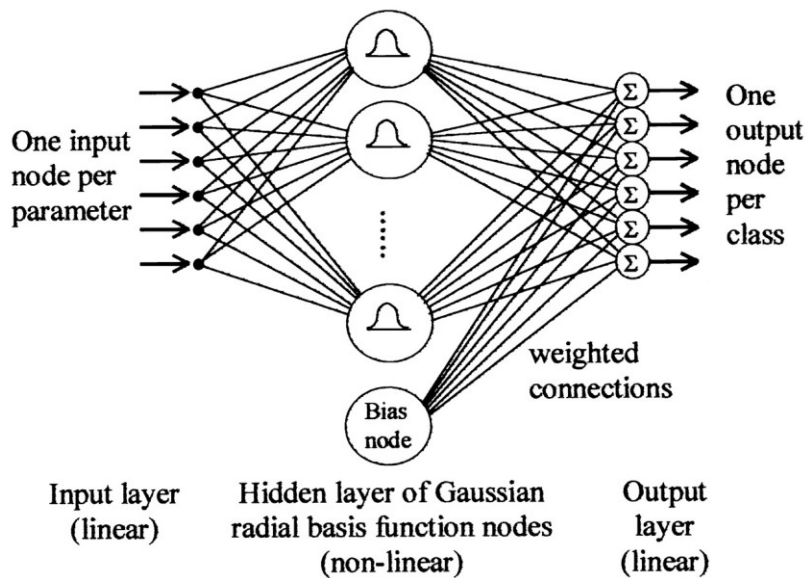 One input
node per
parameter
Σ
Σ
Σ
Σ
Σ
Σ
One
output
node
per
class
weighted
connections
Bias
node
Input layer
(linear)
Hidden layer of Gaussian
radial basis function nodes
(non-linear)
Output
layer
(linear)